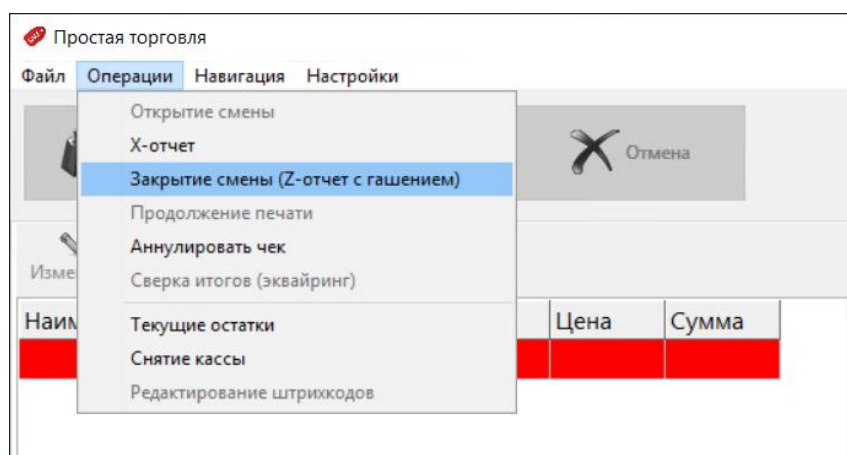 Простая торговля
Файл Операции Навигация Настройки
Открытие смены
X-отчет
Закрытие смены (Z-отчет с гашением)
Продолжение печати
Аннулировать чек
Сверка итогов (эквайринг)
Текущие остатки
Снятие кассы
Редактирование штрихкодов
Отмена
Цена Сумма